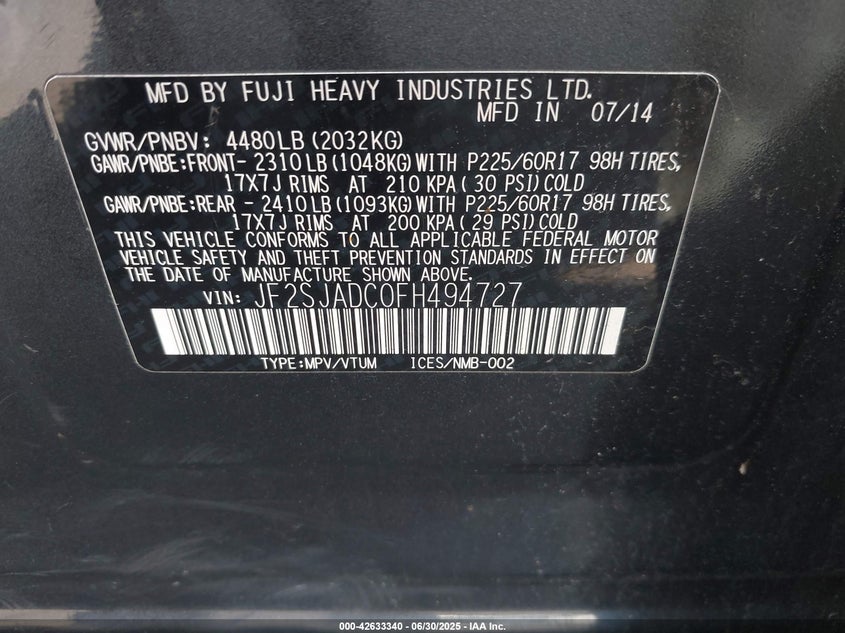 MFD BY FUJI HEAVY INDUSTRIES LTD.
MFD IN 07/14
GVWR/PNBV: 4480LB (2032KG)
GAWR/PNBE:FRONT- 2310LB (1048KG)WITH P225/60R17 98H TIRES,
17X7J RIMS AT 210 KPA( 30 PSI)COLD
GAWR/PNBE:REAR - 2410LB (1093KG)WITH P225/60R17 98H TIRES,
17X7J RIMS AT 200 KPA( 29 PSI)COLD
THIS VEHICLE CONFORMS TO ALL APPLICABLE FEDERAL MOTOR
VEHICLE SAFETY AND THEFT PREVENTION STANDARDS IN EFFECT ON
THE DATE OF MANUFACTURE SHOWN ABOVE.
VIN: JF2SJADC0FH494727
TYPE:MPV/VTUM ICES/NMB-002
000-42633340 - 06/30/2025 - IAA Inc.